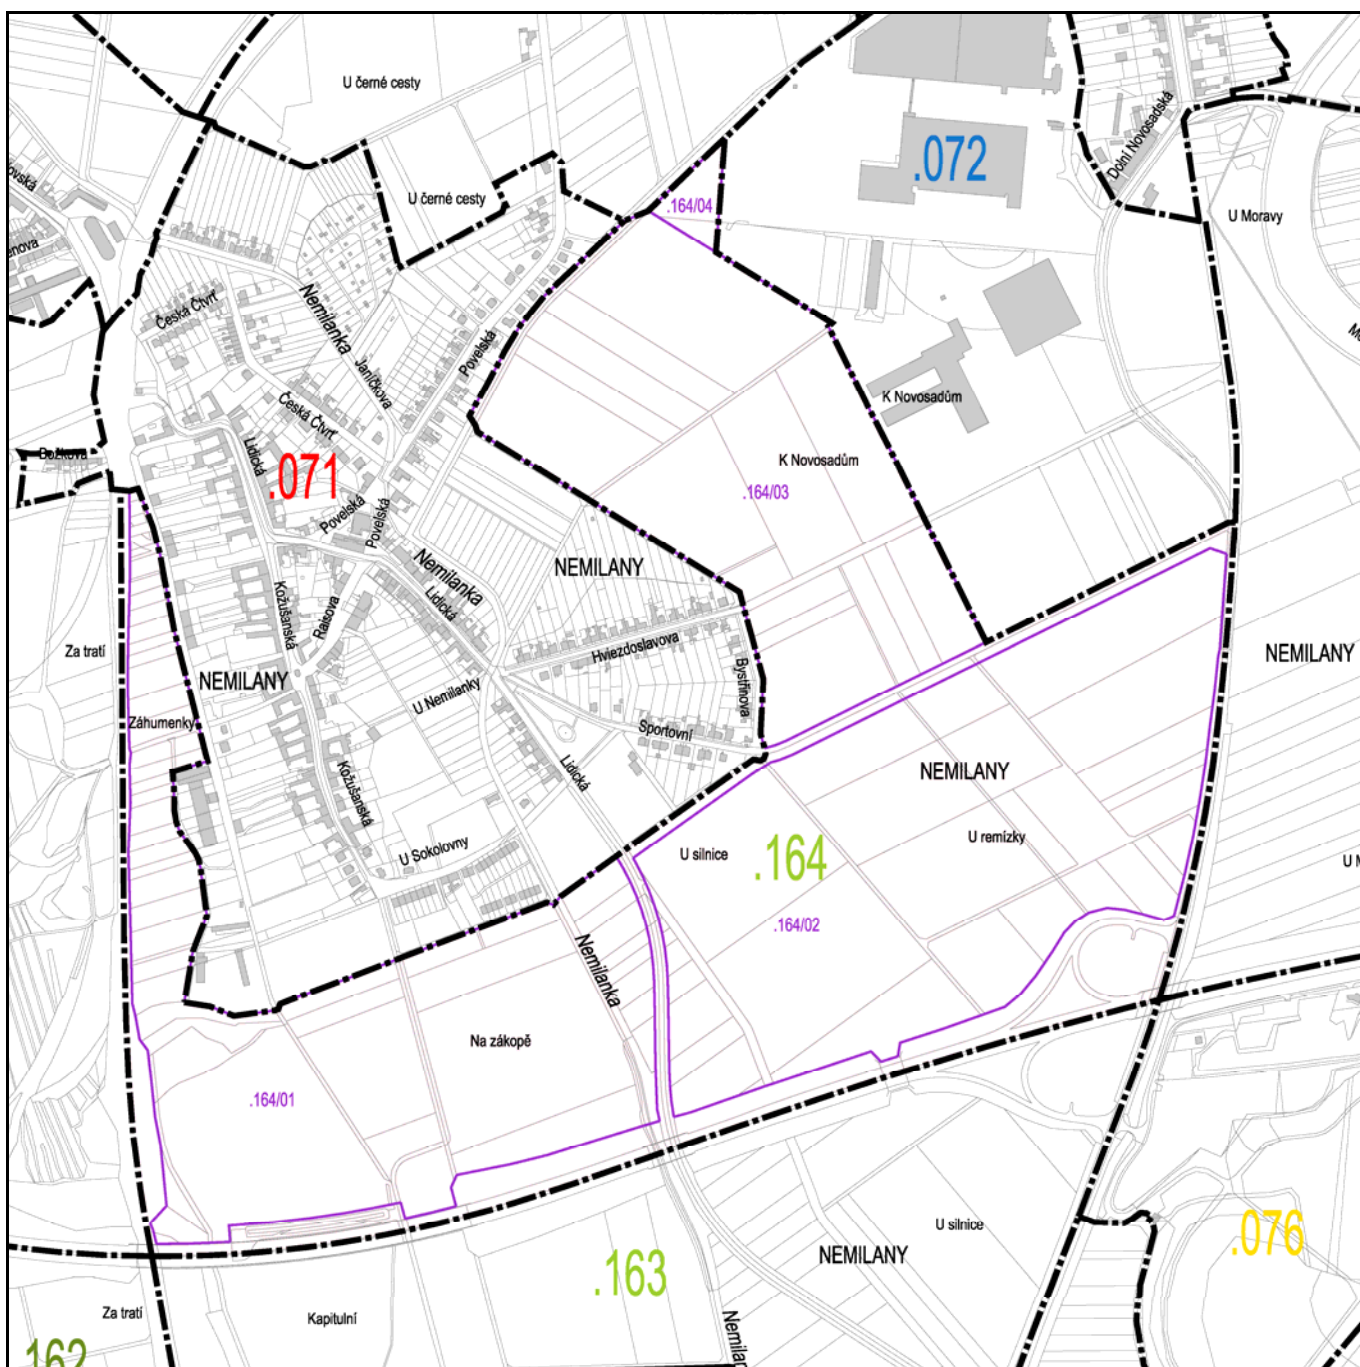 U černé cesty
.072
Dolní Novosadská
U černé cesty
.164/04
U Moravy
Česká Čtvrť
Nemilanka
Povelská
Janíčkova
K Novosadům
Česká Čtvrť
Božkova
Lidická
.071
K Novosadům
.164/03
Povelská
Povelská
Nemilanka
NEMILANY
Lidická
Kožušanská
Raisova
Za tratí
Hviezdoslavova
NEMILANY
NEMILANY
U Nemilanky
Bystřinova
Záhumenky
Sportovní
Lidická
NEMILANY
Kožušanská
U Sokolovny
U silnice
.164
U remízky
.164/02
Nemilanka
Na zákopě
.164/01
U silnice
.076
NEMILANY
.163
Za tratí
Kapitulní
.162